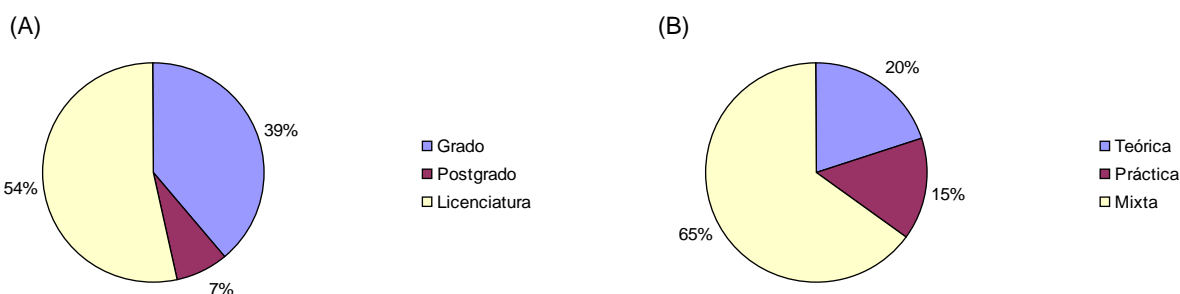 (A)
39%
54%
7%
Grado
Postgrado
Licenciatura
(B)
20%
15%
65%
Teórica
Práctica
Mixta